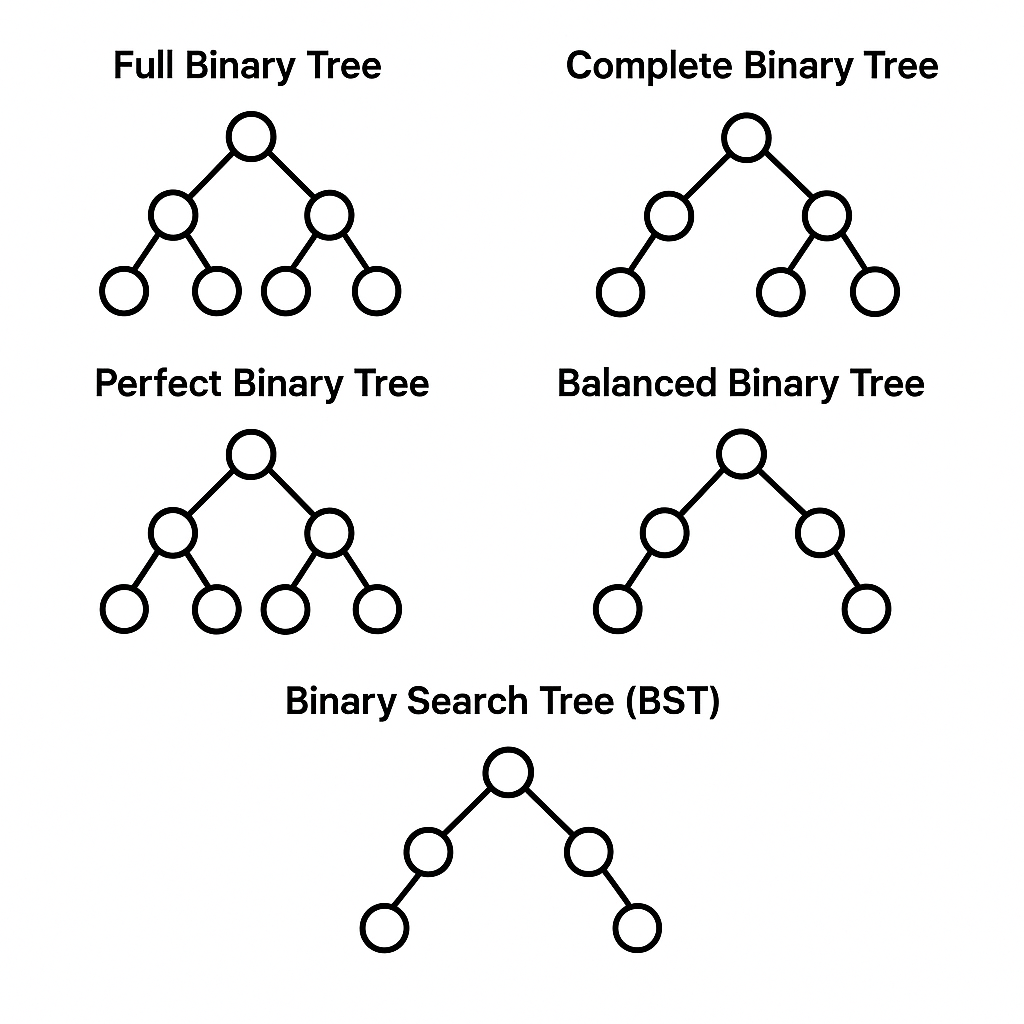 Full Binary Tree
Complete Binary Tree
Perfect Binary Tree
Balanced Binary Tree
Binary Search Tree (BST)